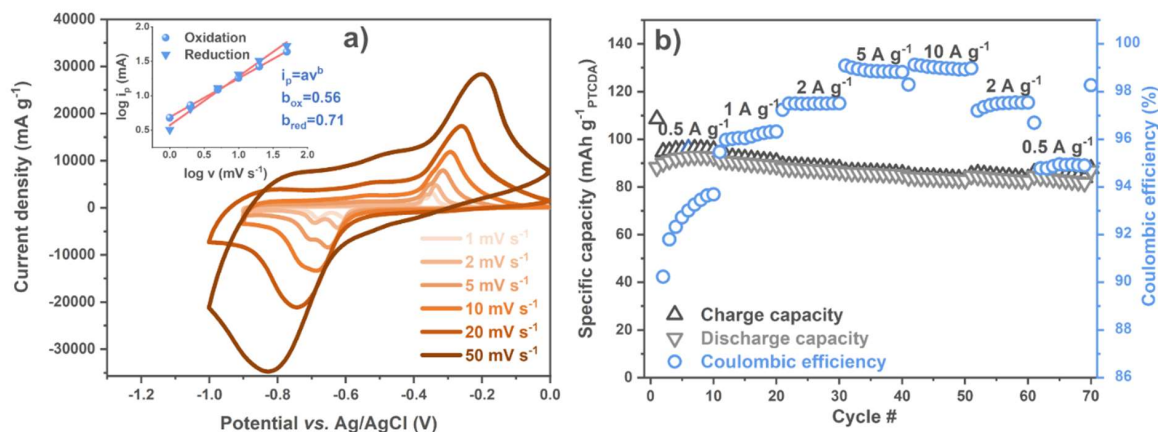 a)
Current density (mA g⁻¹)
40000
30000
20000
10000
0
-10000
-20000
-30000
-1.2
-1.0
-0.8
-0.6
-0.4
-0.2
0.0
Potential vs. Ag/AgCl (V)
Oxidation
Reduction
log iₚ (mA)
2.0
1.5
1.0
0.5
0.0
0.5
1.0
1.5
2.0
log ν (mV s⁻¹)
iₚ=avᵇ
bₒₓ=0.56
b_red=0.71
1 mV s⁻¹
2 mV s⁻¹
5 mV s⁻¹
10 mV s⁻¹
20 mV s⁻¹
50 mV s⁻¹
b)
Specific capacity (mAh g⁻¹ PTCDA)
140
120
100
80
60
40
20
0
0
10
20
30
40
50
60
70
Cycle #
Coulombic efficiency (%)
100
99
98
96
94
92
90
88
86
0.5 A g⁻¹
1 A g⁻¹
2 A g⁻¹
5 A g⁻¹
10 A g⁻¹
2 A g⁻¹
0.5 A g⁻¹
Charge capacity
Discharge capacity
Coulombic efficiency